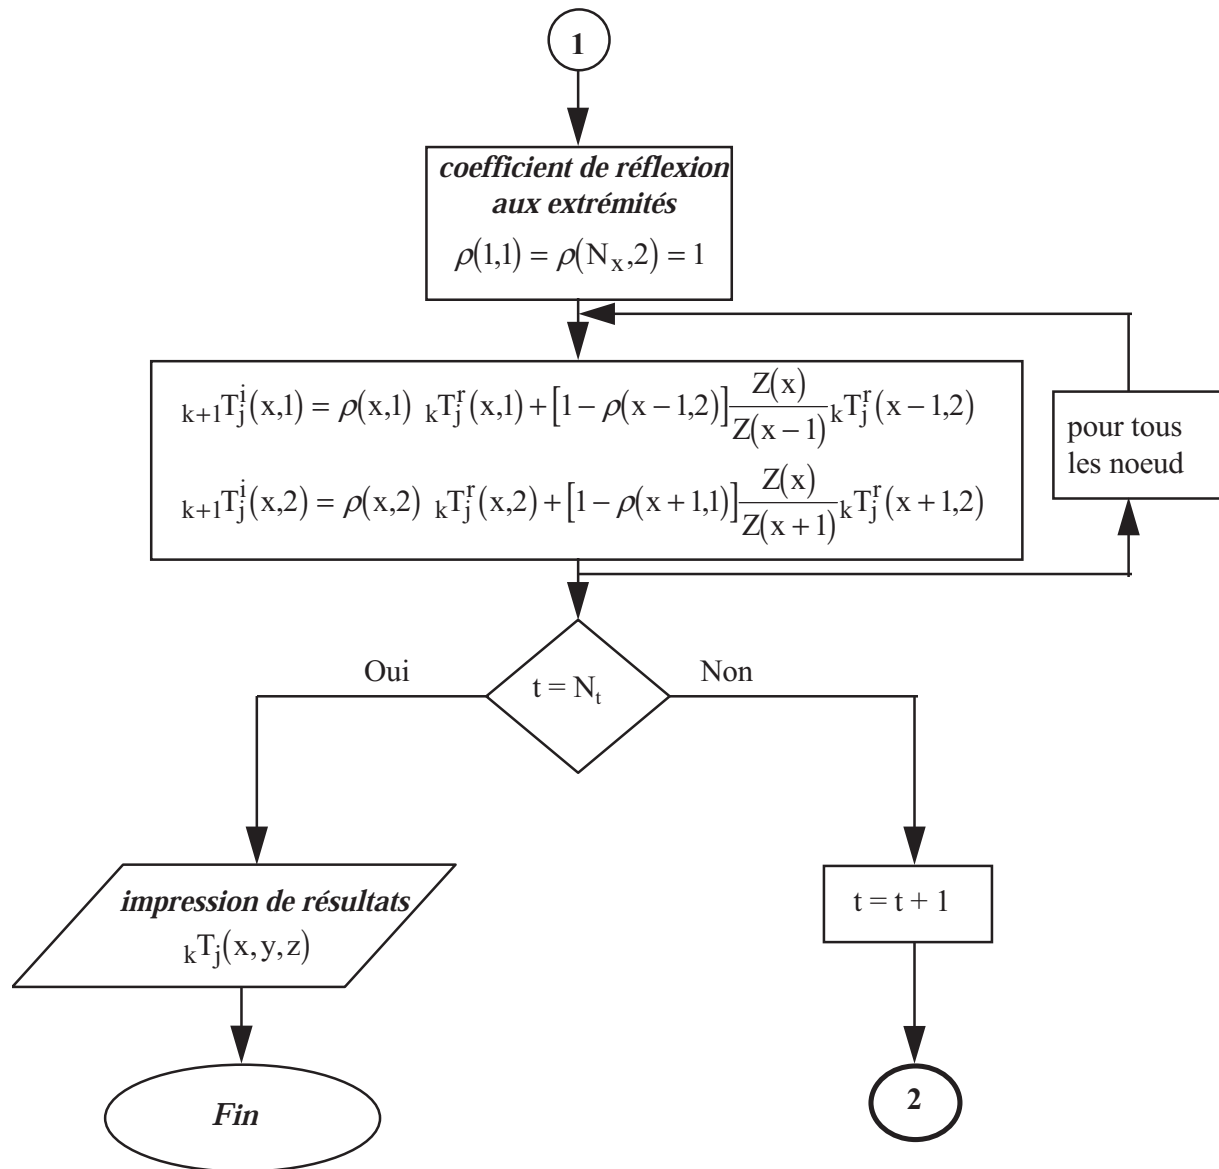 1
coefficient de réflexion
aux extrémités
ρ(1,1) = ρ(N_x,2) = 1
_{k+1}T_j^i(x,1) = ρ(x,1) _kT_j^r(x,1) + [1 − ρ(x−1,2)] \frac{Z(x)}{Z(x−1)} _kT_j^r(x−1,2)
_{k+1}T_j^i(x,2) = ρ(x,2) _kT_j^r(x,2) + [1 − ρ(x+1,1)] \frac{Z(x)}{Z(x+1)} _kT_j^r(x+1,2)
pour tous
les noeud
Oui
t = N_t
Non
impression de résultats
_kT_j(x,y,z)
t = t + 1
Fin
2